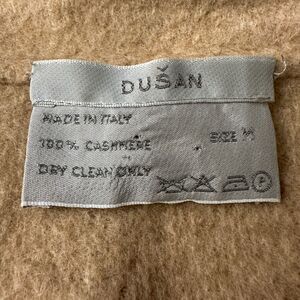 DUŠAN
MADE IN ITALY
100% CASHMERE SIZE M
DRY CLEAN ONLY P